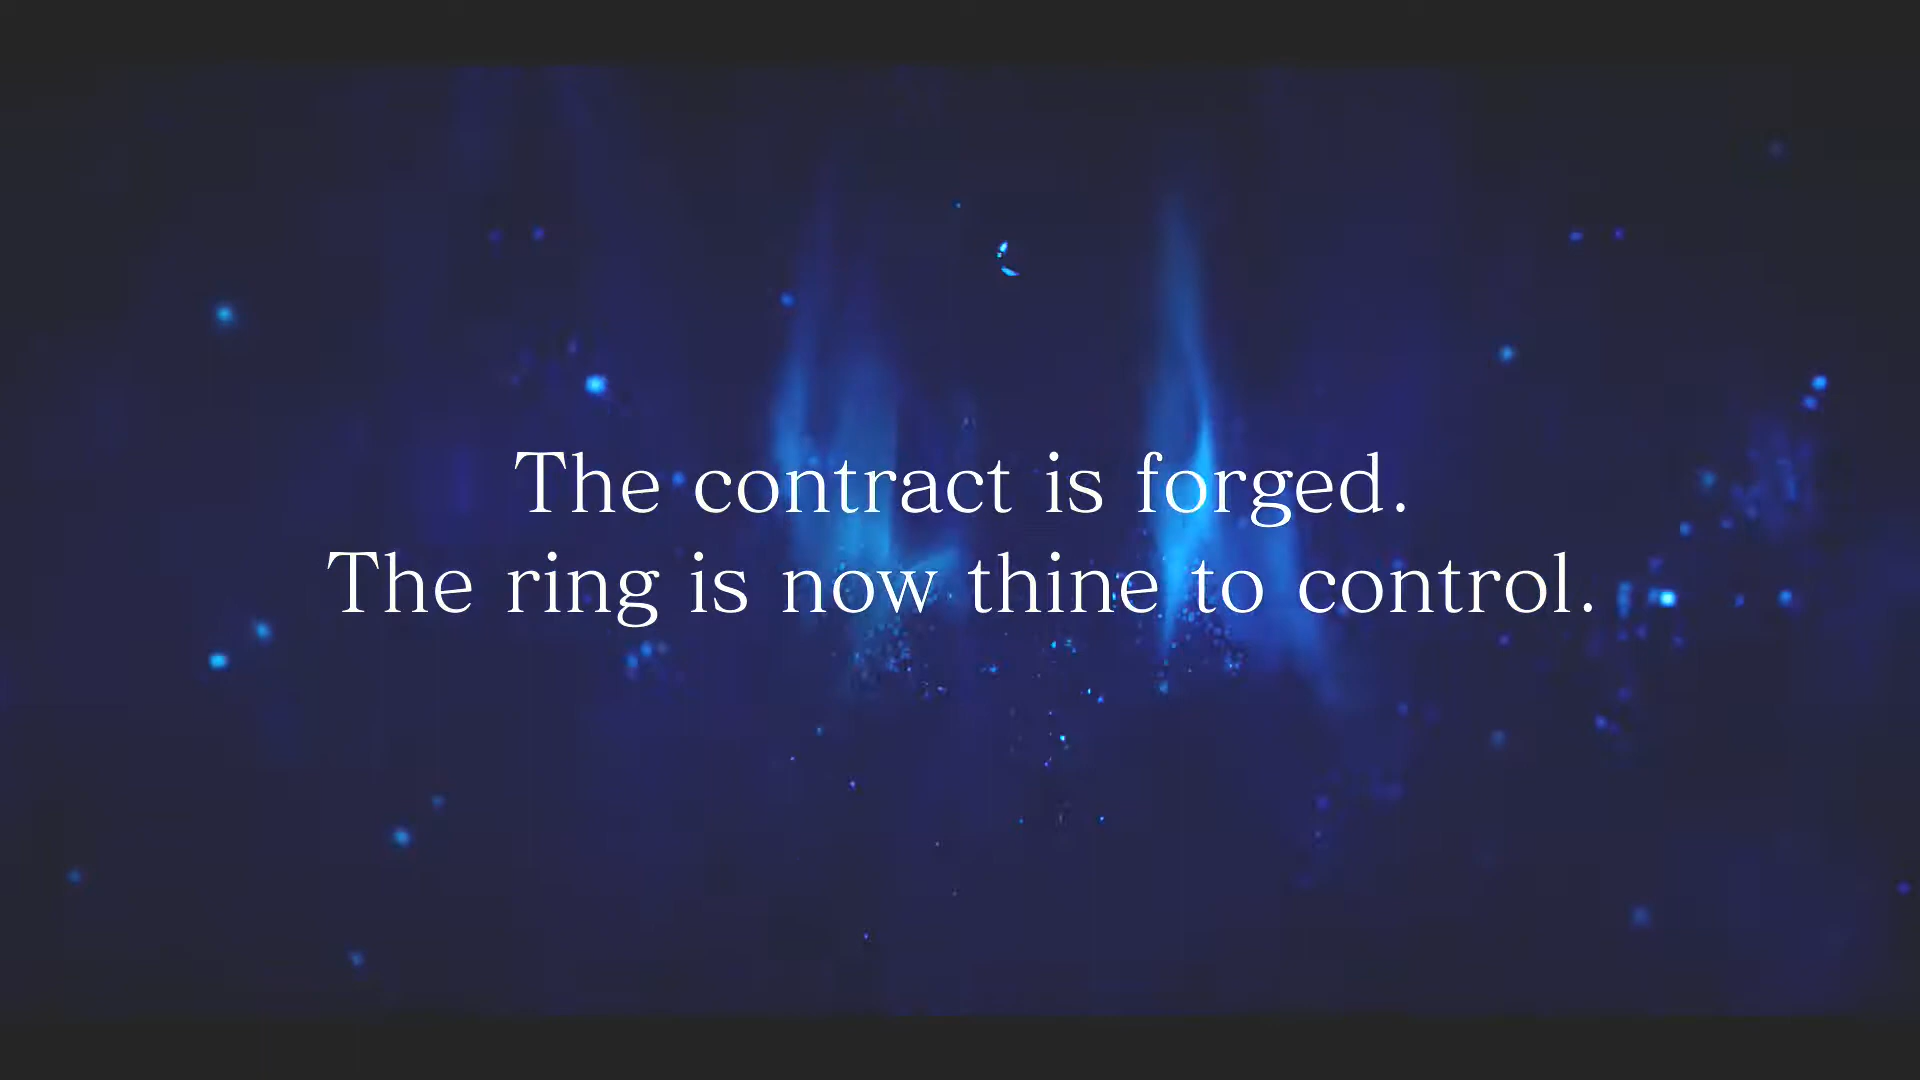 The contract is forged.
The ring is now thine to control.